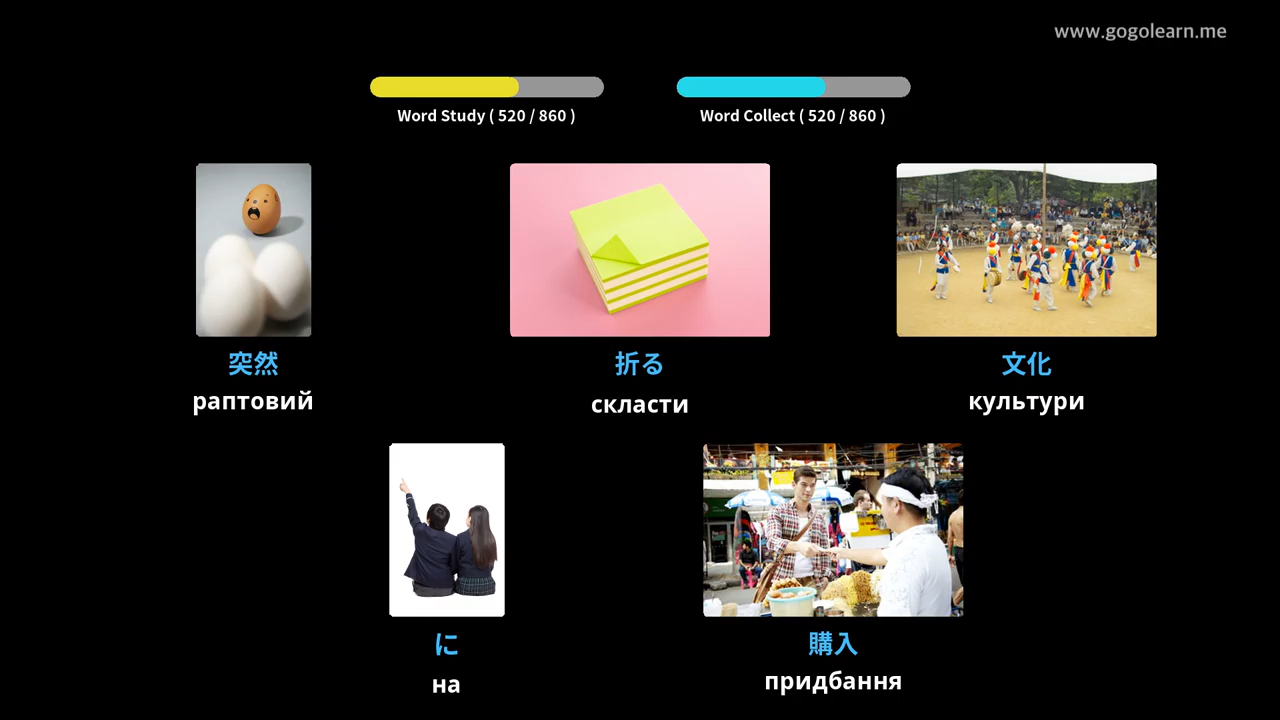 www.gogolearn.me
Word Study ( 520 / 860 )
Word Collect ( 520 / 860 )
突然
раптовий
折る
скласти
文化
культури
に
на
購入
придбання